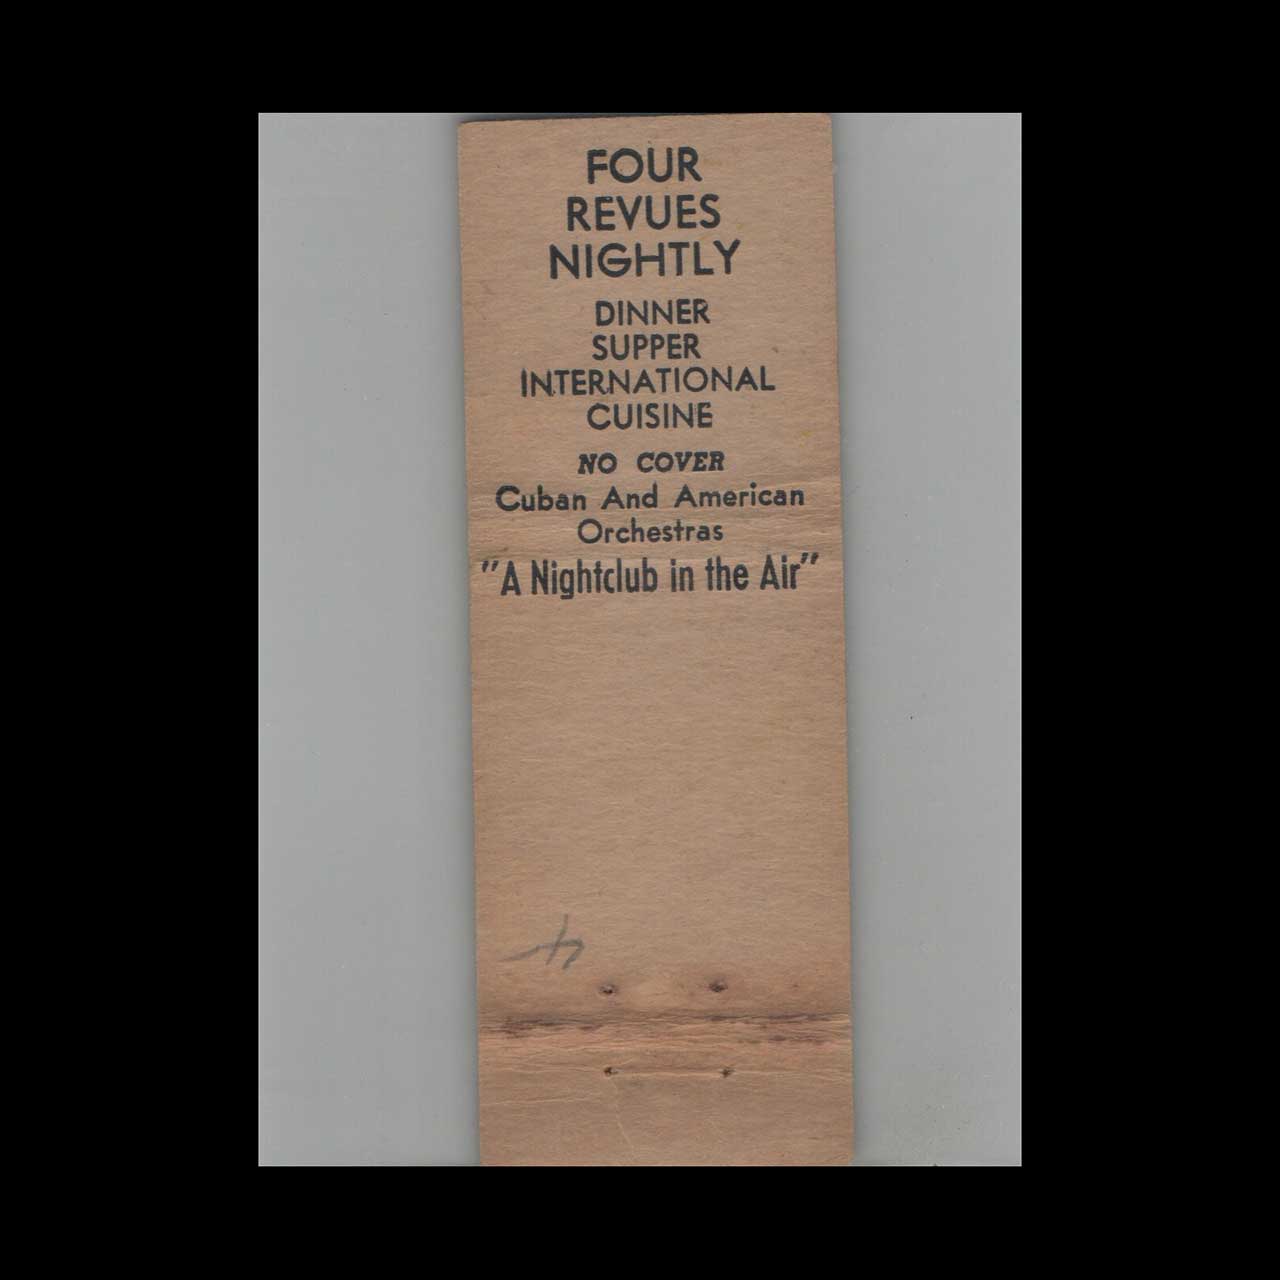 FOUR
REVUES
NIGHTLY
DINNER
SUPPER
INTERNATIONAL
CUISINE
NO COVER
Cuban And American
Orchestras
"A Nightclub in the Air"